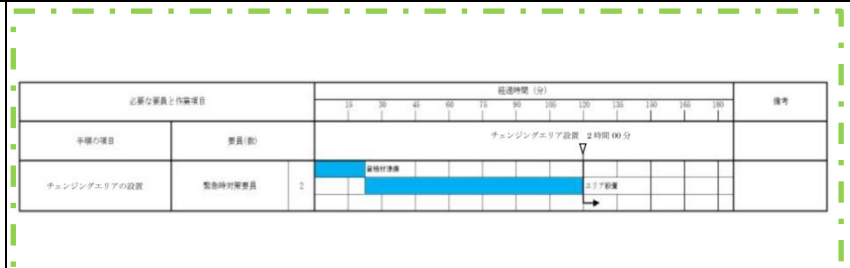 必要な要員と作業項目
経過時間（分）
備考
15 30 45 60 75 90 105 120 135 150 165 180
手順の項目
要員(数)
チェンジングエリア設置 2時間00分
チェンジングエリアの設置
緊急時対策要員
2
資機材準備
エリア設置